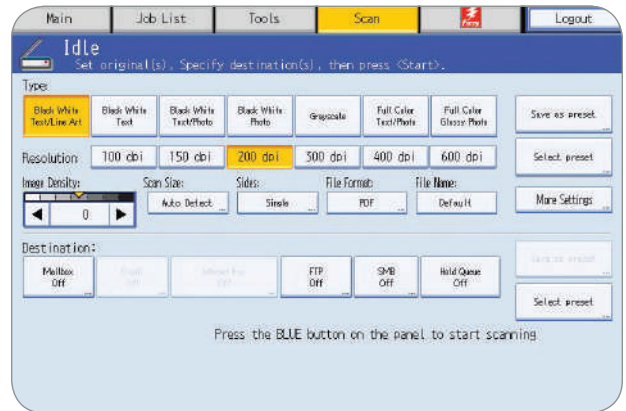 Main Job List Tools Scan Fiery Logout
Idle
Set original(s), Specify destination(s), then press <Start>.
Type:
Black White Text/Line Art
Black White Text
Black White Text/Photo
Black White Photo
Grayscale
Full Color Text/Photo
Full Color Glossy Photo
Save as preset
Resolution 100 dpi 150 dpi 200 dpi 300 dpi 400 dpi 600 dpi
Select preset
Image Density: Scan Size: Sides: File Format: File Name:
0 Auto Detect Single PDF Default
More Settings
Destination:
Mailbox Off
Email Off
FTP Off
SMB Off
Hold Queue Off
Save as preset
Select preset
Press the BLUE button on the panel to start scanning